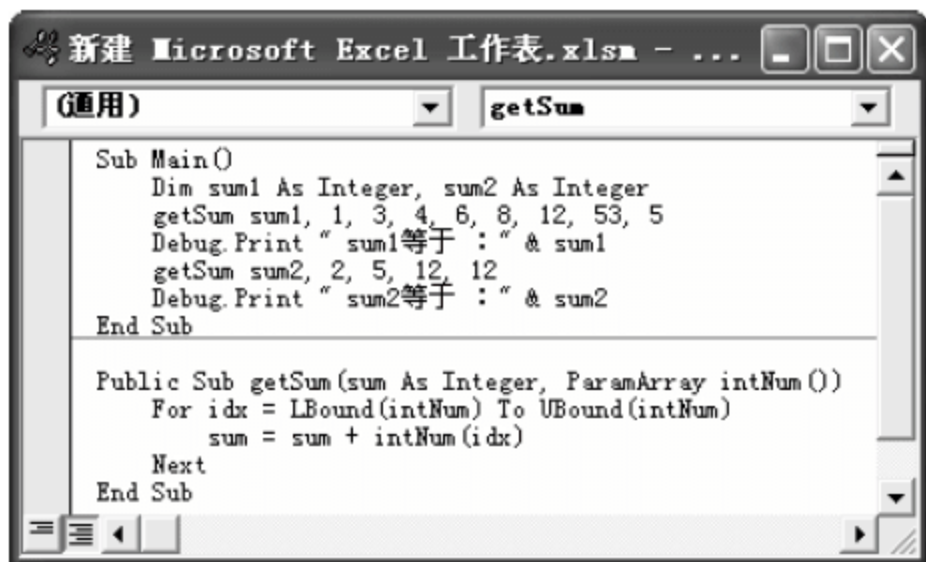 新建 Microsoft Excel 工作表.xlsm - ...
(通用) getSum
Sub Main()
Dim sum1 As Integer, sum2 As Integer
getSum sum1, 1, 3, 4, 6, 8, 12, 53, 5
Debug.Print " sum1等于 :" & sum1
getSum sum2, 2, 5, 12, 12
Debug.Print " sum2等于 :" & sum2
End Sub
Public Sub getSum(sum As Integer, ParamArray intNum())
For idx = LBound(intNum) To UBound(intNum)
sum = sum + intNum(idx)
Next
End Sub